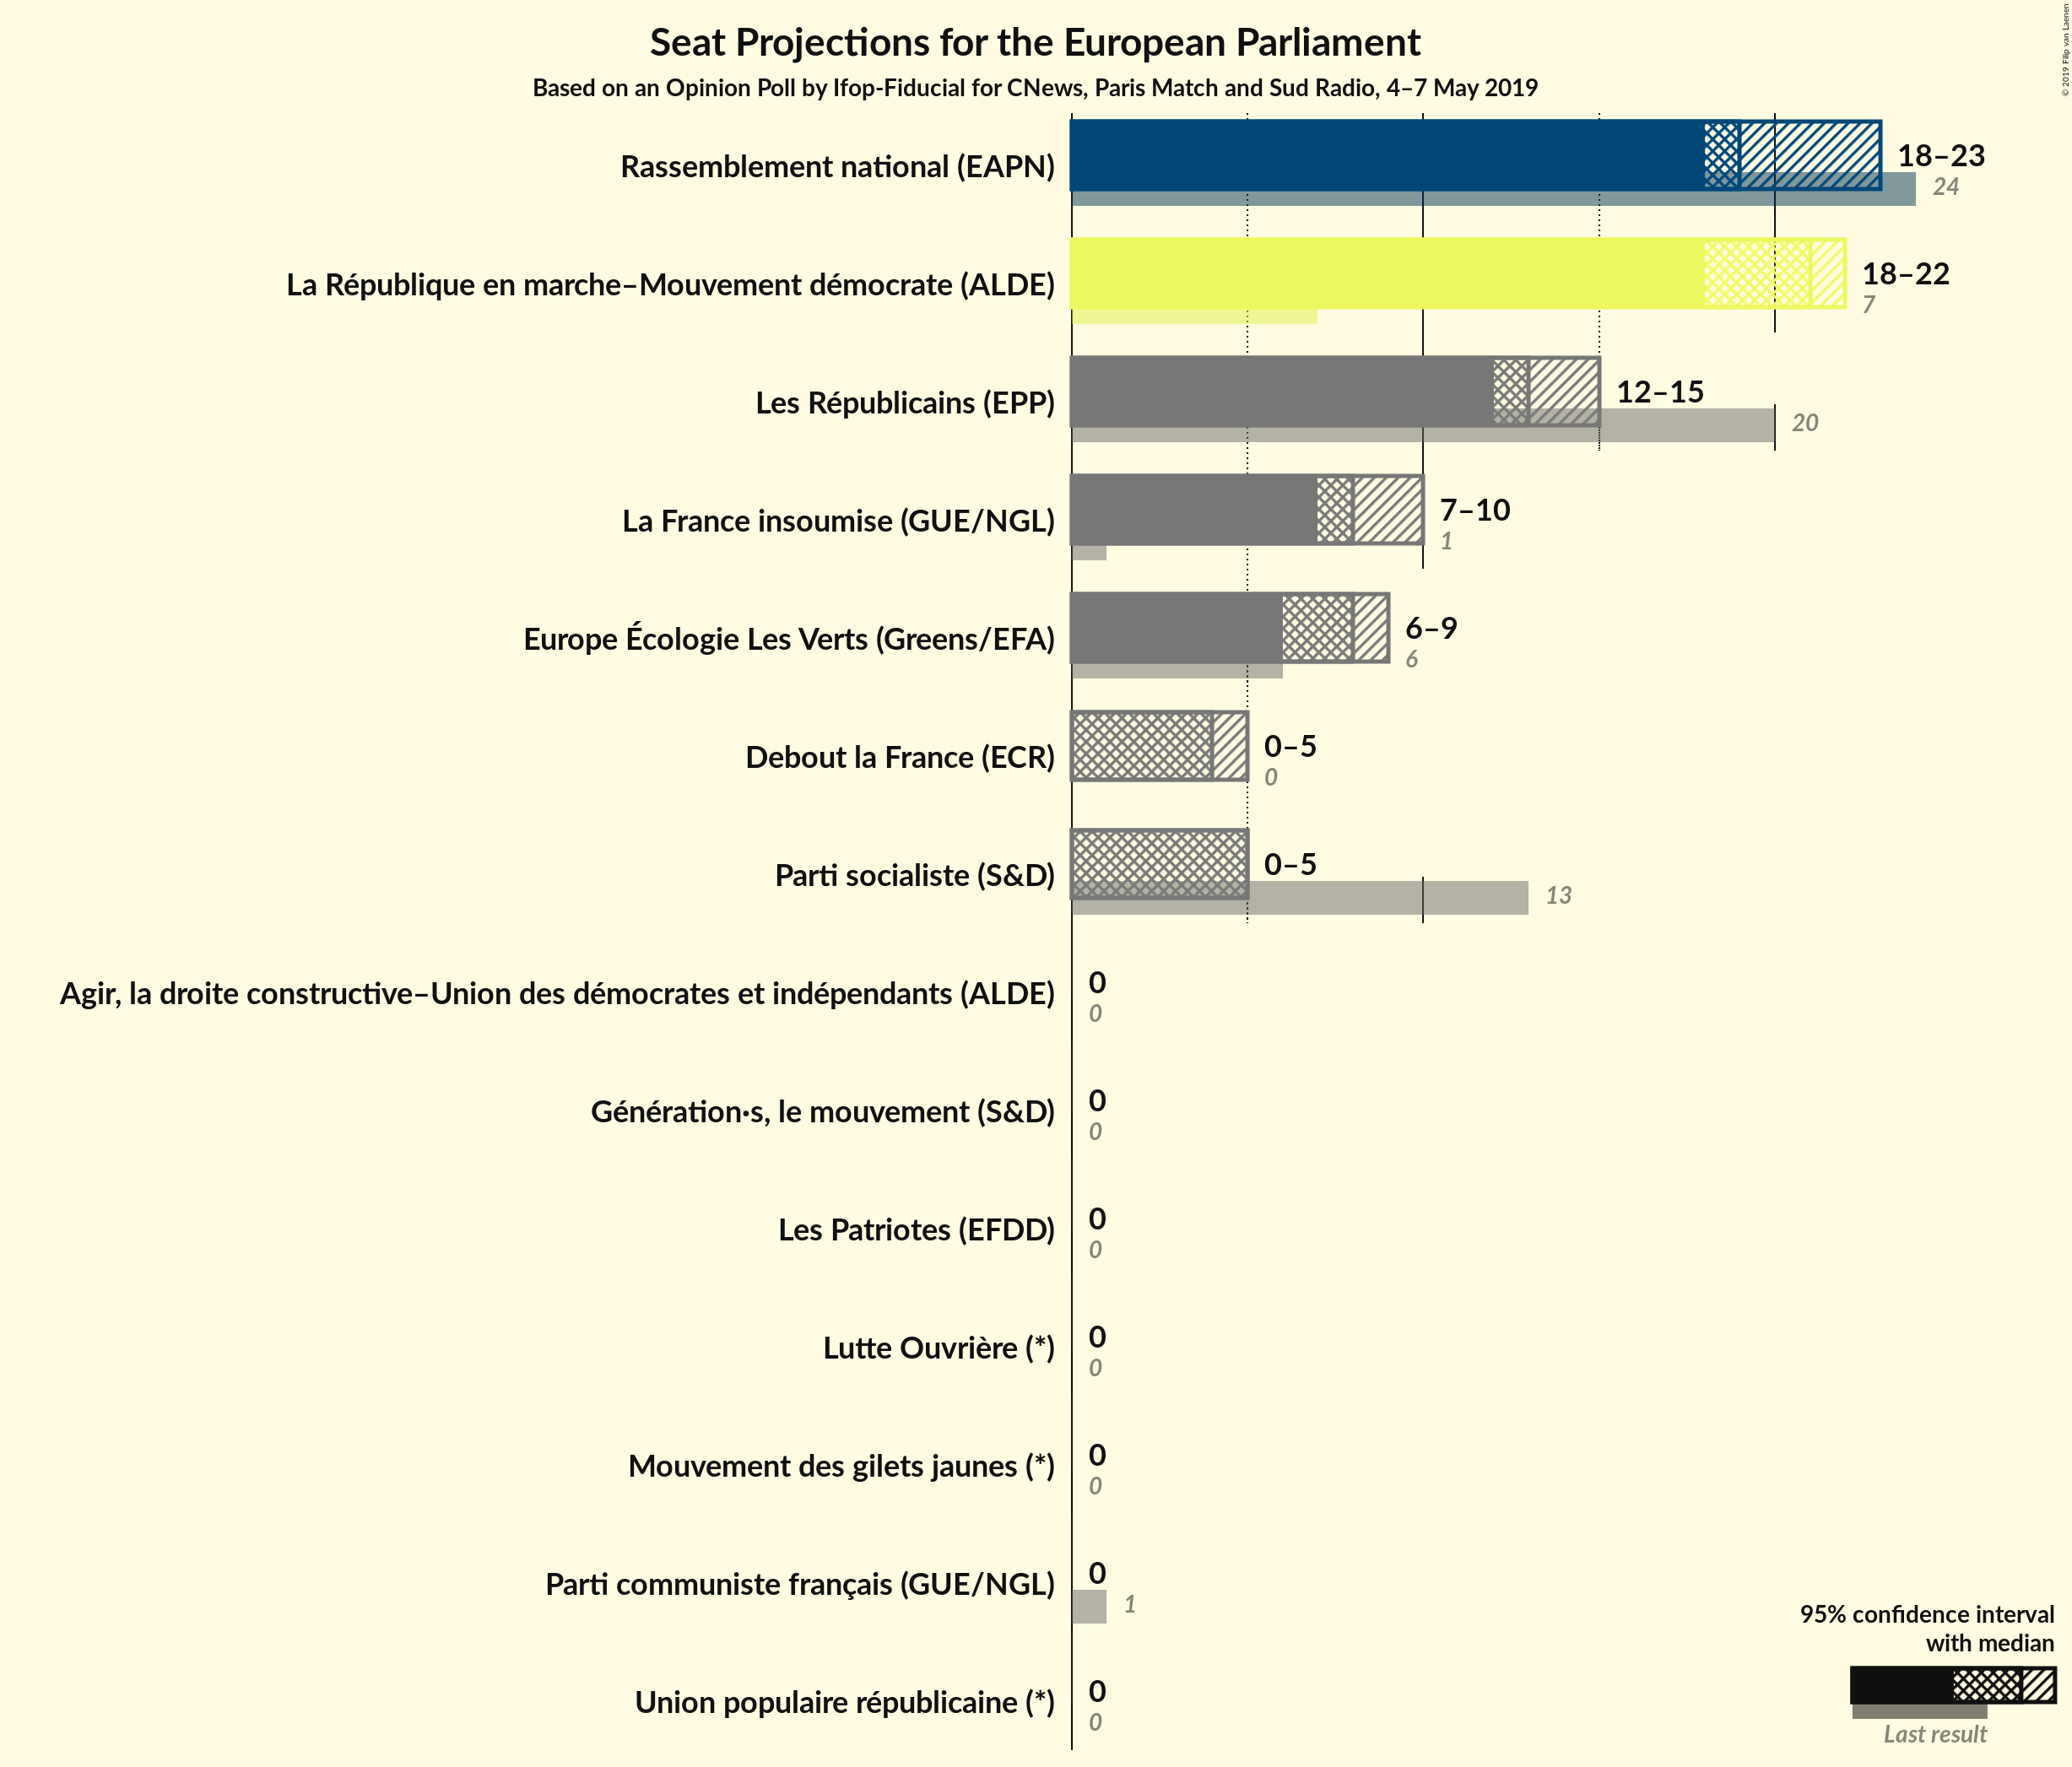 Seat Projections for the European Parliament
Based on an Opinion Poll by Ifop-Fiducial for CNews, Paris Match and Sud Radio, 4–7 May 2019
© 2019 Filip van Laenen
Rassemblement national (EAPN)
18–23
24
La République en marche–Mouvement démocrate (ALDE)
18–22
7
Les Républicains (EPP)
12–15
20
La France insoumise (GUE/NGL)
7–10
1
Europe Écologie Les Verts (Greens/EFA)
6–9
6
Debout la France (ECR)
0–5
0
Parti socialiste (S&D)
0–5
13
Agir, la droite constructive–Union des démocrates et indépendants (ALDE)
0
0
Génération·s, le mouvement (S&D)
0
0
Les Patriotes (EFDD)
0
0
Lutte Ouvrière (*)
0
0
Mouvement des gilets jaunes (*)
0
0
Parti communiste français (GUE/NGL)
0
1
Union populaire républicaine (*)
0
0
95% confidence interval
with median
Last result